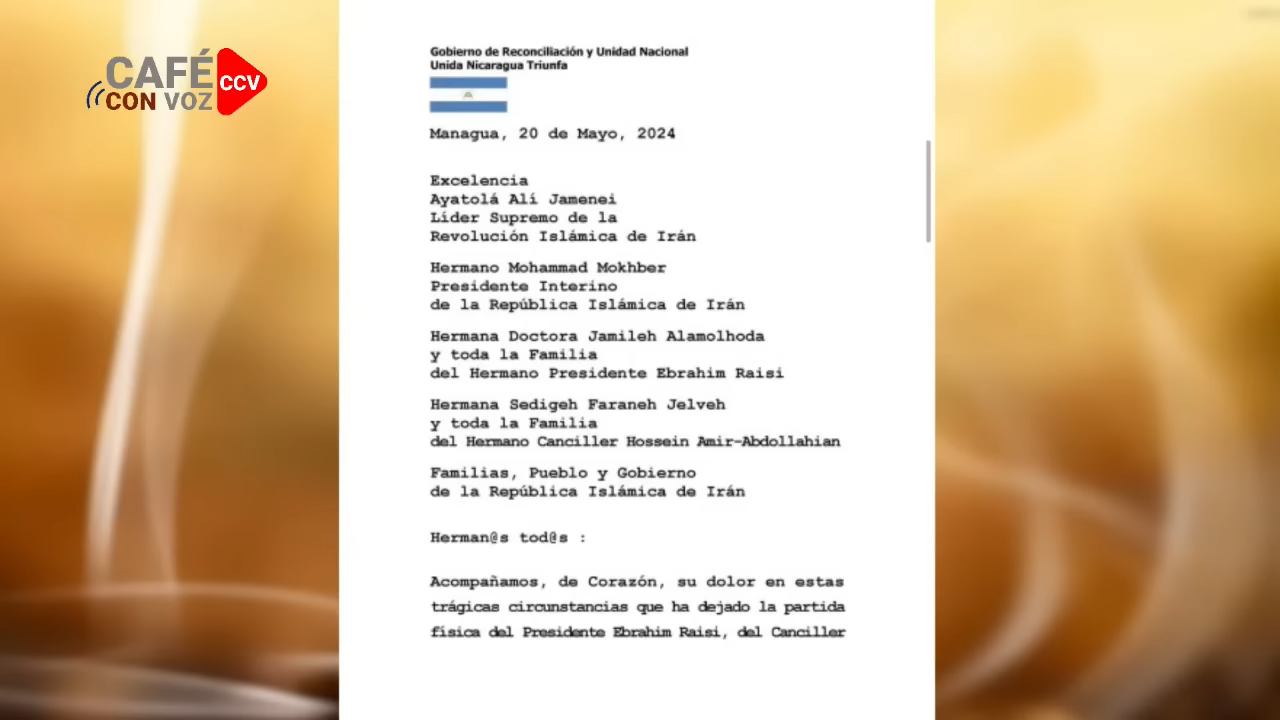 CAFÉ
CON VOZ
CCV
Gobierno de Reconciliación y Unidad Nacional
Unida Nicaragua Triunfa
Managua, 20 de Mayo, 2024
Excelencia
Ayatolá Alí Jamenei
Líder Supremo de la
Revolución Islámica de Irán
Hermano Mohammad Mokhber
Presidente Interino
de la República Islámica de Irán
Hermana Doctora Jamileh Alamolhoda
y toda la Familia
del Hermano Presidente Ebrahim Raisi
Hermana Sedigeh Faraneh Jelveh
y toda la Familia
del Hermano Canciller Hossein Amir-Abdollahian
Familias, Pueblo y Gobierno
de la República Islámica de Irán
Herman@s tod@s :
Acompañamos, de Corazón, su dolor en estas
trágicas circunstancias que ha dejado la partida
física del Presidente Ebrahim Raisi, del Canciller